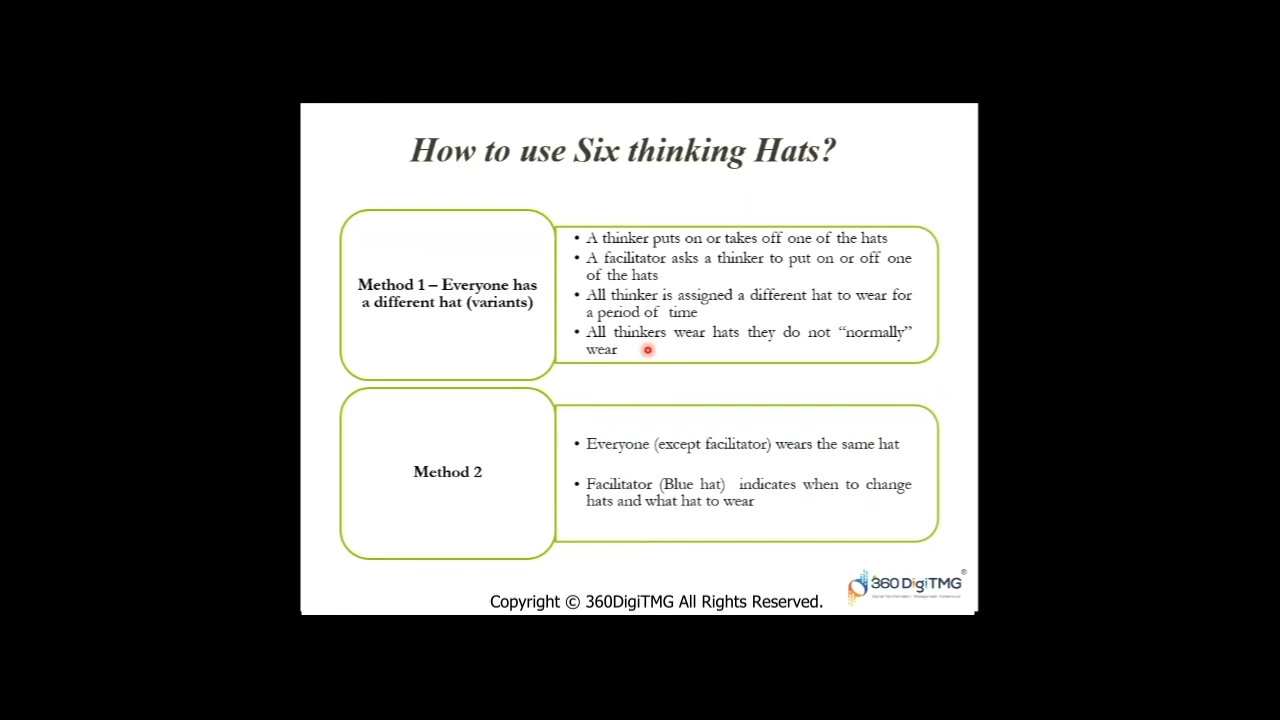 How to use Six thinking Hats?
Method 1 – Everyone has
a different hat (variants)
• A thinker puts on or takes off one of the hats
• A facilitator asks a thinker to put on or off one
of the hats
• All thinker is assigned a different hat to wear for
a period of time
• All thinkers wear hats they do not “normally”
wear
Method 2
• Everyone (except facilitator) wears the same hat
• Facilitator (Blue hat) indicates when to change
hats and what hat to wear
360DigiTMG®
Copyright © 360DigiTMG All Rights Reserved.